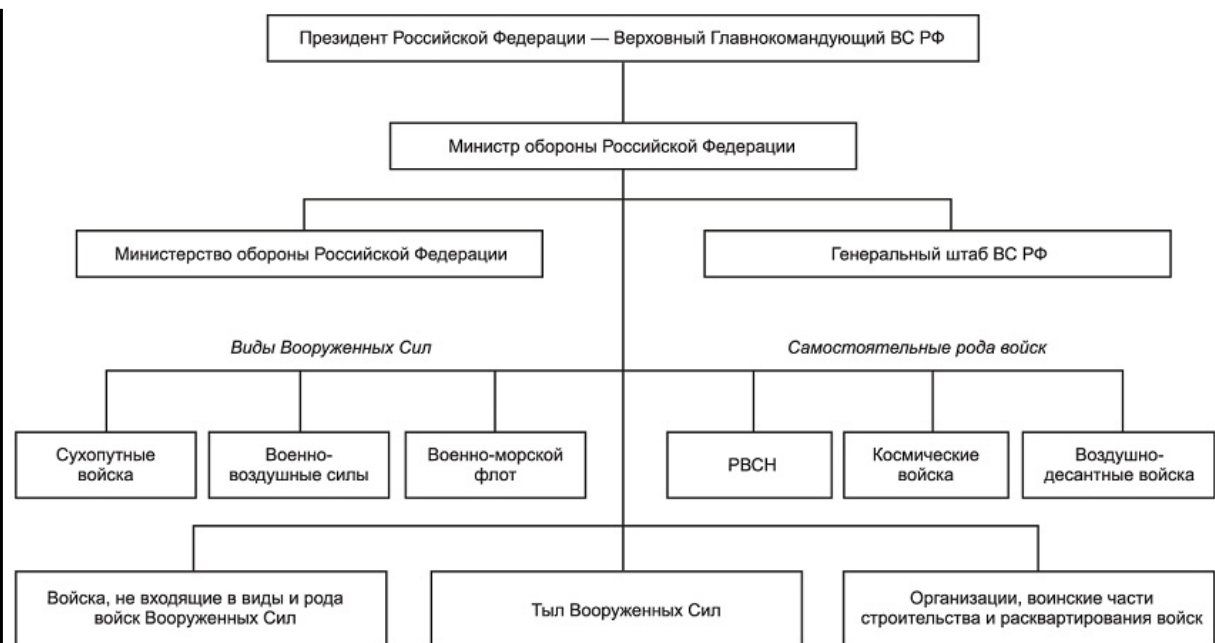 Президент Российской Федерации — Верховный Главнокомандующий ВС РФ
Министр обороны Российской Федерации
Министерство обороны Российской Федерации
Генеральный штаб ВС РФ
Виды Вооруженных Сил
Самостоятельные рода войск
Сухопутные
войска
Военно-
воздушные силы
Военно-морской
флот
РВСН
Космические
войска
Воздушно-
десантные войска
Войска, не входящие в виды и рода
войск Вооруженных Сил
Тыл Вооруженных Сил
Организации, воинские части
строительства и расквартирования войск